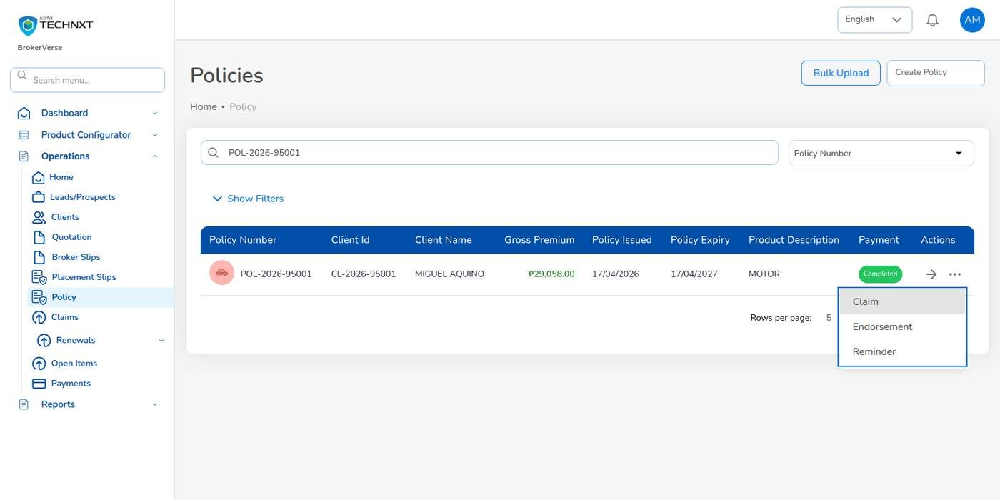 iorta
TECHNXT
BrokerVerse
Search menu...
Dashboard
Product Configurator
Operations
Home
Leads/Prospects
Clients
Quotation
Broker Slips
Placement Slips
Policy
Claims
Renewals
Open Items
Payments
Reports
English
AM
Policies
Bulk Upload
Create Policy
Home • Policy
POL-2026-95001
Policy Number
Show Filters
Policy Number Client Id Client Name Gross Premium Policy Issued Policy Expiry Product Description Payment Actions
POL-2026-95001 CL-2026-95001 MIGUEL AQUINO ₱29,058.00 17/04/2026 17/04/2027 MOTOR Completed
Rows per page: 5
Claim
Endorsement
Reminder